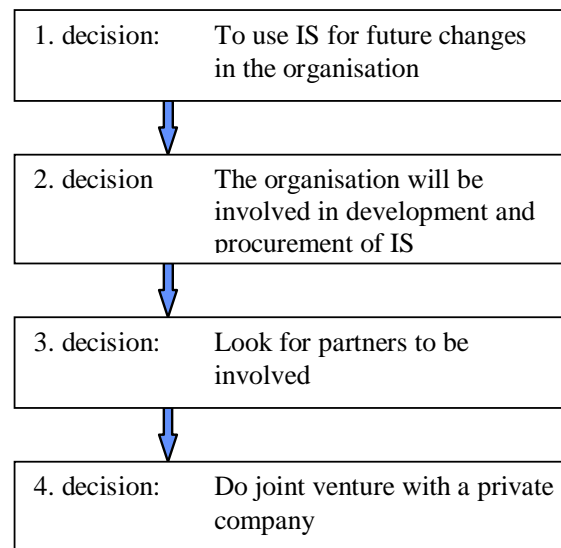 1. decision: To use IS for future changes
in the organisation
2. decision The organisation will be
involved in development and
procurement of IS
3. decision: Look for partners to be
involved
4. decision: Do joint venture with a private
company